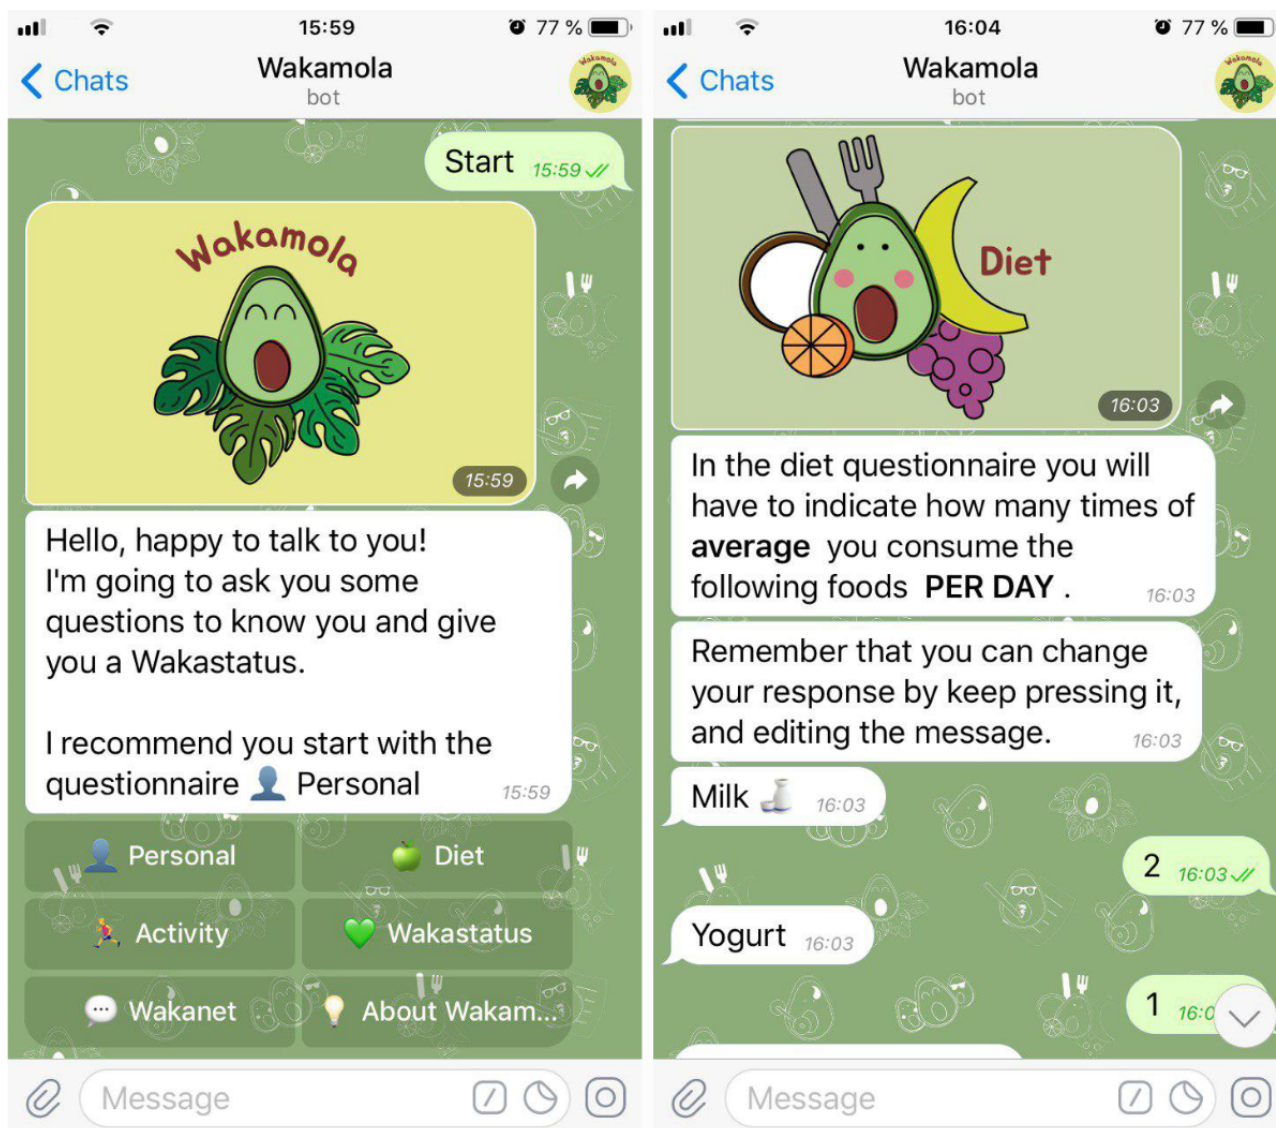 15:59
77 %
Chats
Wakamola
bot
Wakamola
Start 15:59
Wakamola
15:59
Hello, happy to talk to you!
I'm going to ask you some
questions to know you and give
you a Wakastatus.
I recommend you start with the
questionnaire 👤 Personal 15:59
👤 Personal
🍏 Diet
🏃 Activity
💚 Wakastatus
💬 Wakanet
💡 About Wakam...
Message
16:04
77 %
Chats
Wakamola
bot
Wakamola
Diet
16:03
In the diet questionnaire you will
have to indicate how many times of
average you consume the
following foods PER DAY . 16:03
Remember that you can change
your response by keep pressing it,
and editing the message. 16:03
Milk 🍶 16:03
2 16:03
Yogurt 16:03
1 16:0
Message